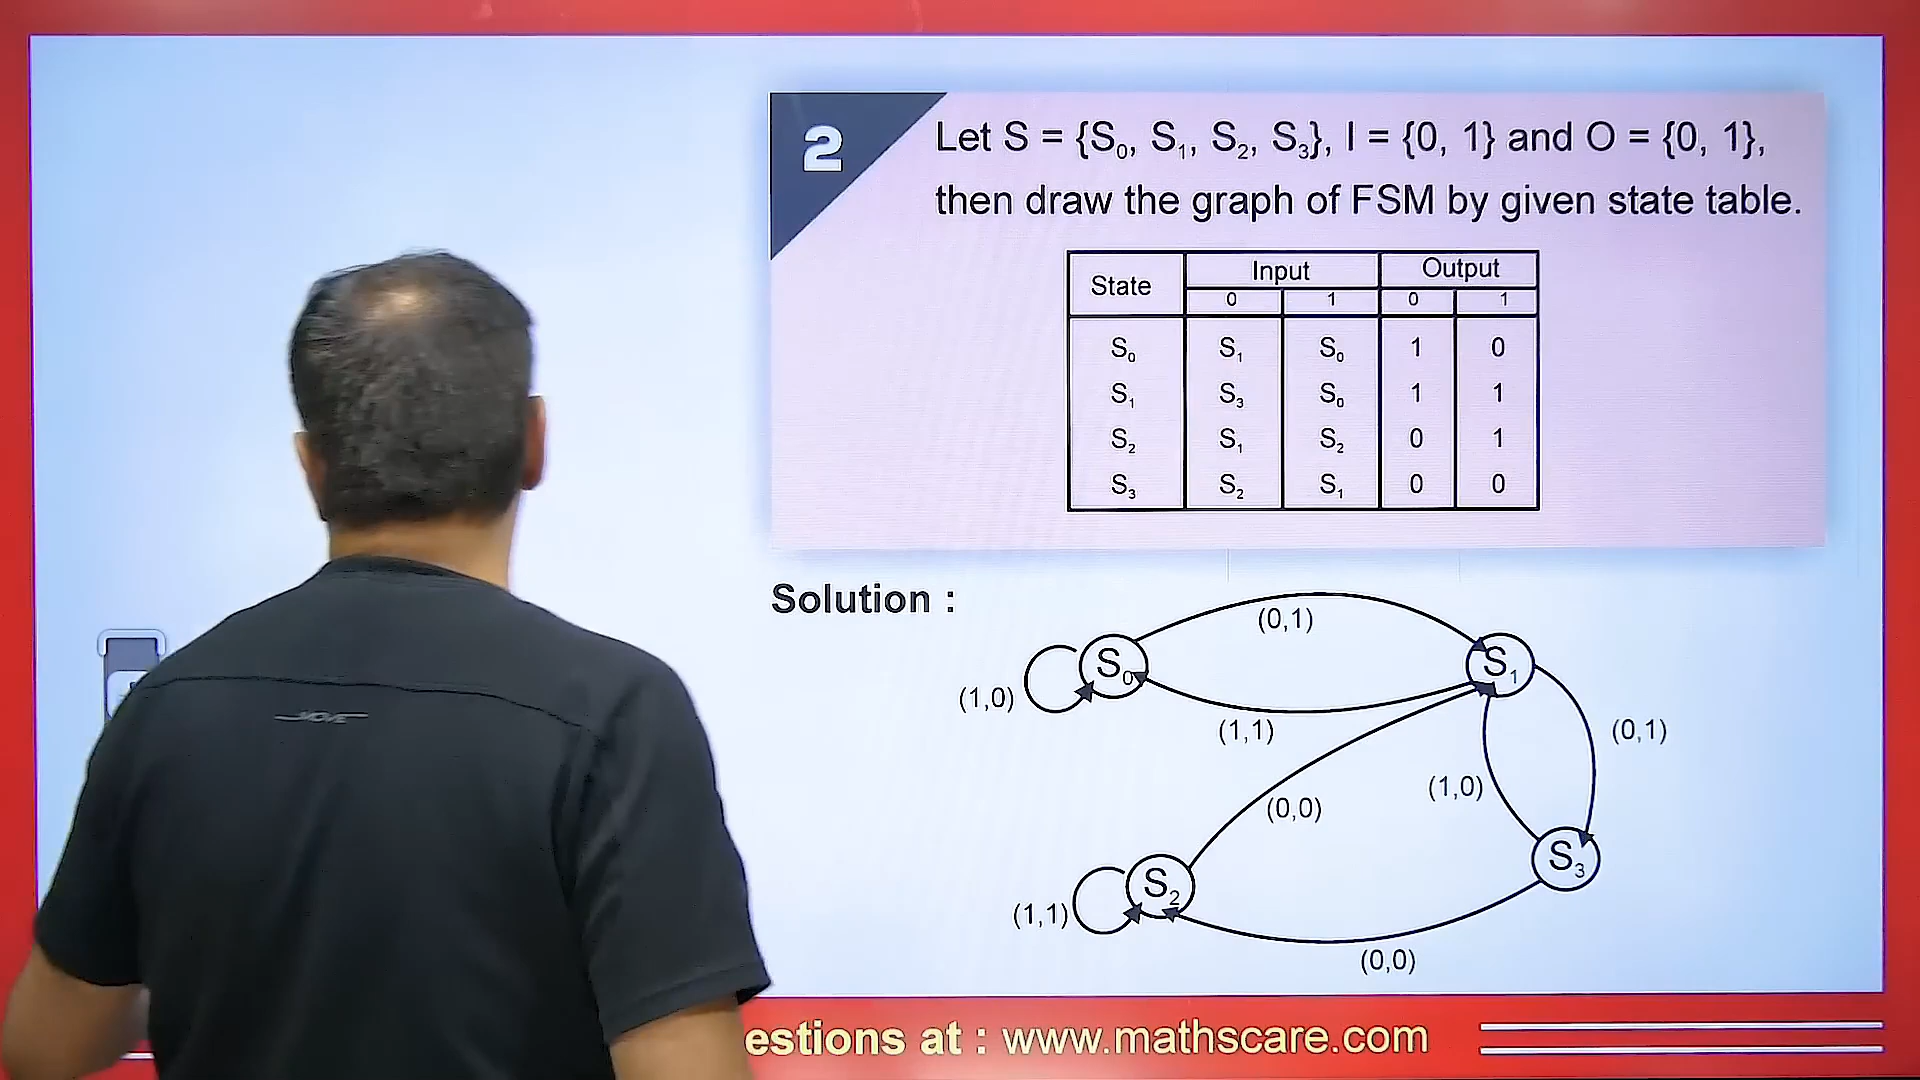 2
Let S = {S₀, S₁, S₂, S₃}, I = {0, 1} and O = {0, 1},
then draw the graph of FSM by given state table.
State Input Output
0 1 0 1
S₀ S₁ S₀ 1 0
S₁ S₃ S₀ 1 1
S₂ S₁ S₂ 0 1
S₃ S₂ S₁ 0 0
Solution :
(0,1)
S₀
S₁
(1,0)
(1,1)
(0,1)
(1,0)
(0,0)
S₂
S₃
(1,1)
(0,0)
MOVE
estions at : www.mathscare.com